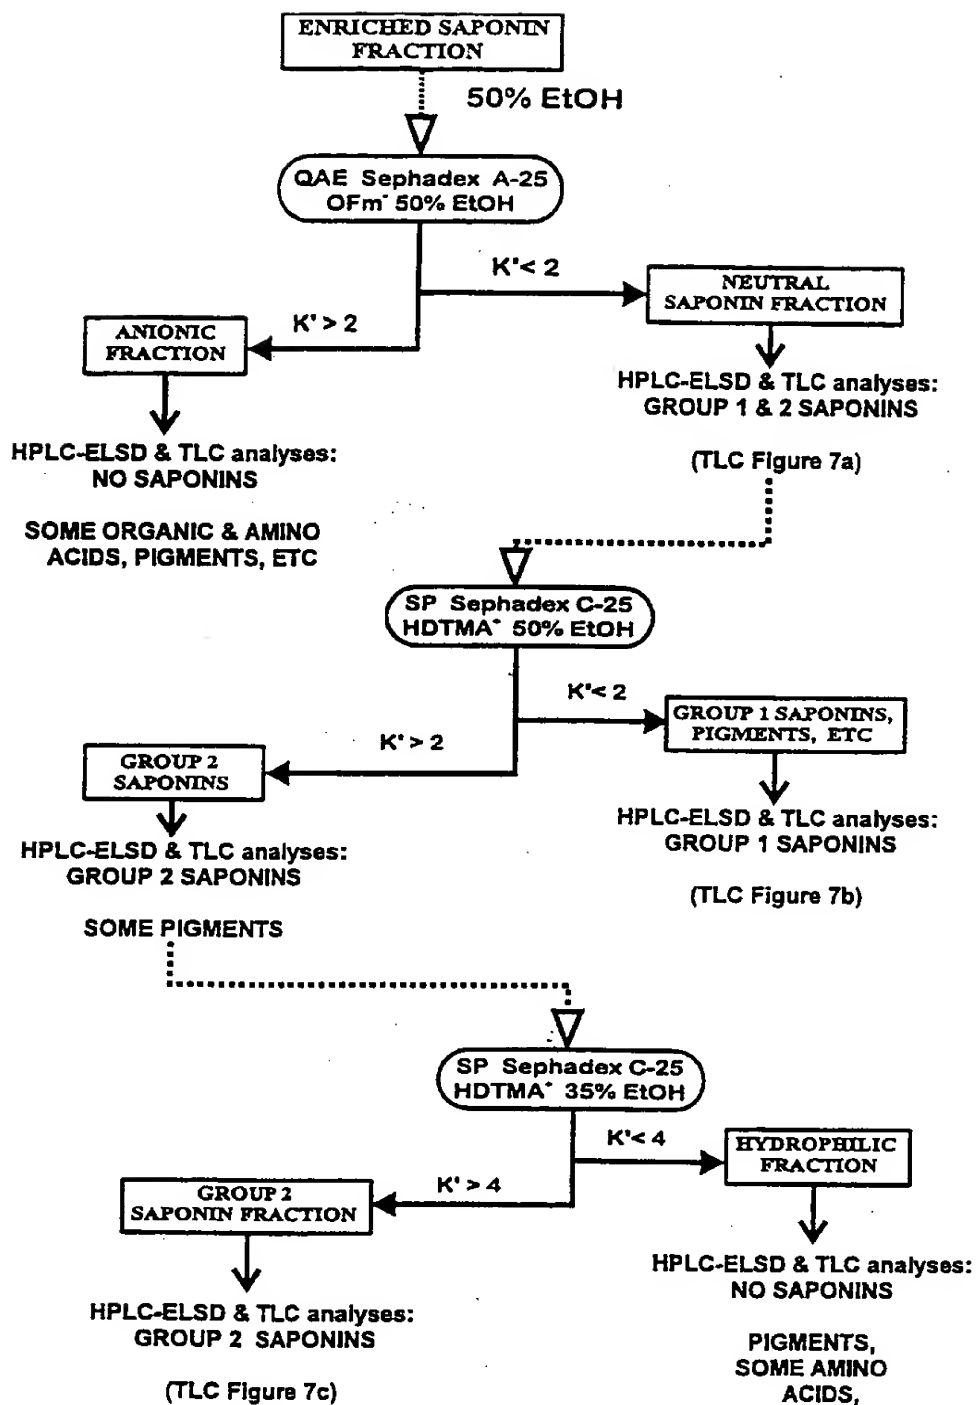 ENRICHED SAPONIN
FRACTION
50% EtOH
QAE Sephadex A-25
OFm⁻ 50% EtOH
K'< 2
NEUTRAL
SAPONIN FRACTION
K' > 2
ANIONIC
FRACTION
HPLC-ELSD & TLC analyses:
GROUP 1 & 2 SAPONINS
(TLC Figure 7a)
HPLC-ELSD & TLC analyses:
NO SAPONINS
SOME ORGANIC & AMINO
ACIDS, PIGMENTS, ETC
SP Sephadex C-25
HDTMA⁺ 50% EtOH
K'< 2
GROUP 1 SAPONINS,
PIGMENTS, ETC
K' > 2
GROUP 2
SAPONINS
HPLC-ELSD & TLC analyses:
GROUP 1 SAPONINS
(TLC Figure 7b)
HPLC-ELSD & TLC analyses:
GROUP 2 SAPONINS
SOME PIGMENTS
SP Sephadex C-25
HDTMA⁺ 35% EtOH
K'< 4
HYDROPHILIC
FRACTION
K' > 4
GROUP 2
SAPONIN FRACTION
HPLC-ELSD & TLC analyses:
NO SAPONINS
PIGMENTS,
SOME AMINO
ACIDS,
HPLC-ELSD & TLC analyses:
GROUP 2 SAPONINS
(TLC Figure 7c)